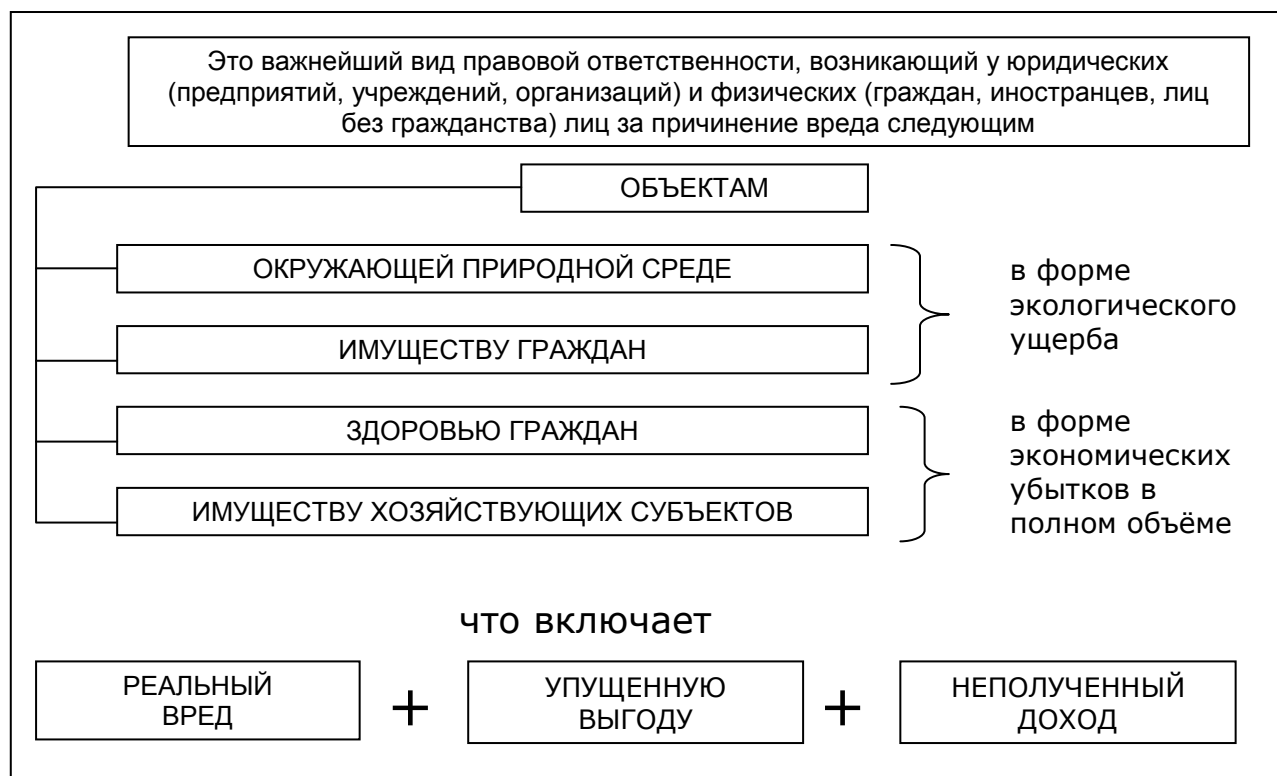 Это важнейший вид правовой ответственности, возникающий у юридических
(предприятий, учреждений, организаций) и физических (граждан, иностранцев, лиц
без гражданства) лиц за причинение вреда следующим
ОБЪЕКТАМ
ОКРУЖАЮЩЕЙ ПРИРОДНОЙ СРЕДЕ
ИМУЩЕСТВУ ГРАЖДАН
в форме
экологического
ущерба
ЗДОРОВЬЮ ГРАЖДАН
ИМУЩЕСТВУ ХОЗЯЙСТВУЮЩИХ СУБЪЕКТОВ
в форме
экономических
убытков в
полном объёме
что включает
РЕАЛЬНЫЙ
ВРЕД
+
УПУЩЕННУЮ
ВЫГОДУ
+
НЕПОЛУЧЕННЫЙ
ДОХОД